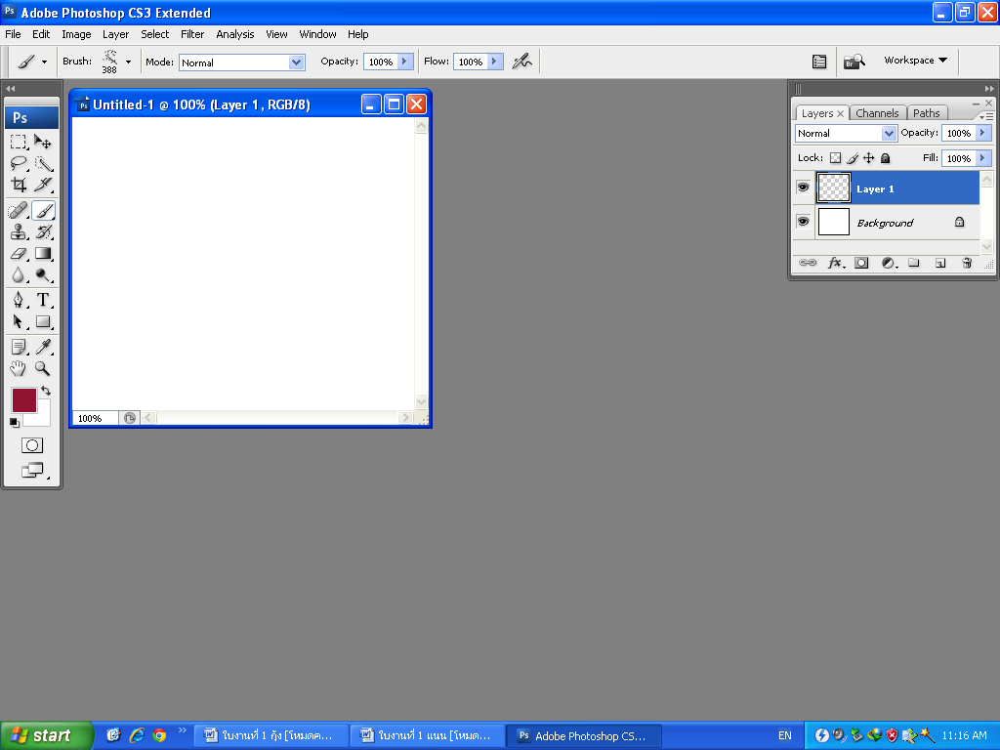 Ps Adobe Photoshop CS3 Extended
File Edit Image Layer Select Filter Analysis View Window Help
Brush: 388 Mode: Normal Opacity: 100% Flow: 100% Br Workspace
Ps
Untitled-1 @ 100% (Layer 1, RGB/8)
100%
Layers Channels Paths
Normal Opacity: 100%
Lock: Fill: 100%
Layer 1
Background
start ใบงานที่ 1 กุ้ง [โหมดค... ใบงานที่ 1 แนน [โหมด... Ps Adobe Photoshop CS... EN 11:16 AM